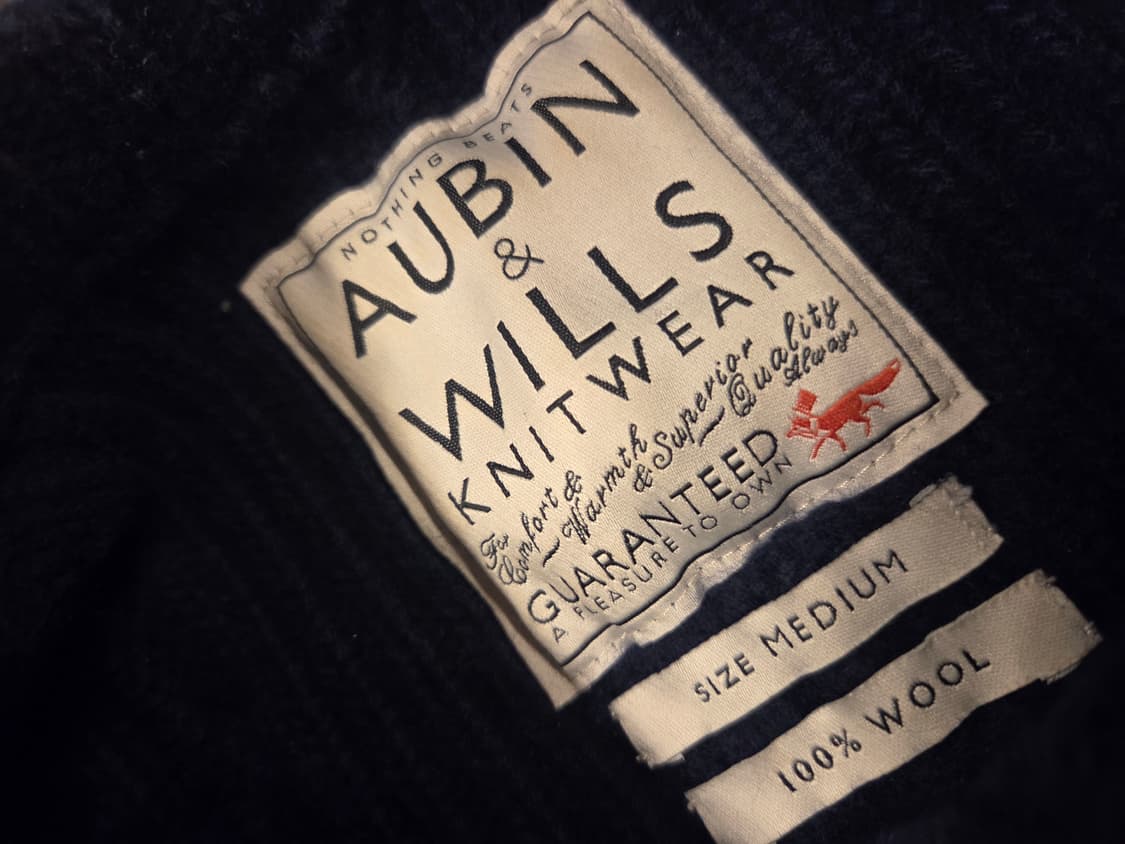 NOTHING BEATS
AUBIN
&
WILLS
KNITWEAR
For
Comfort &
Warmth
& Superior
Quality
Always
GUARANTEED
A PLEASURE TO OWN
SIZE MEDIUM
100% WOOL